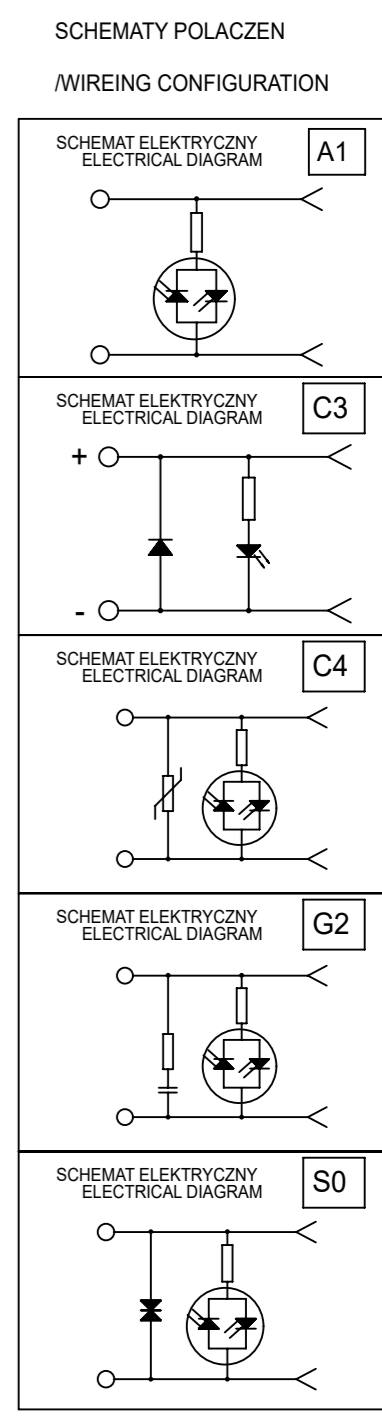 SCHEMATY POLACZEN
/WIREING CONFIGURATION
SCHEMAT ELEKTRYCZNY
ELECTRICAL DIAGRAM
A1
SCHEMAT ELEKTRYCZNY
ELECTRICAL DIAGRAM
C3
+
-
SCHEMAT ELEKTRYCZNY
ELECTRICAL DIAGRAM
C4
SCHEMAT ELEKTRYCZNY
ELECTRICAL DIAGRAM
G2
SCHEMAT ELEKTRYCZNY
ELECTRICAL DIAGRAM
S0